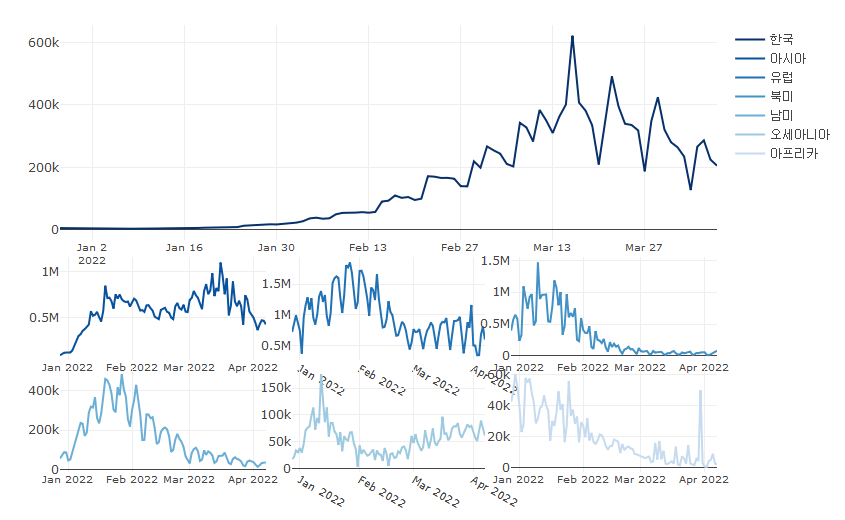 600k
400k
200k
0
Jan 2
2022
Jan 16
Jan 30
Feb 13
Feb 27
Mar 13
Mar 27
한국
아시아
유럽
북미
남미
오세아니아
아프리카
1M
0.5M
Jan 2022
Feb 2022
Mar 2022
Apr 2022
1.5M
1M
0.5M
Jan 2022
Feb 2022
Mar 2022
Apr 2022
1.5M
1M
0.5M
0
Jan 2022
Feb 2022
Mar 2022
Apr 2022
400k
200k
0
Jan 2022
Feb 2022
Mar 2022
Apr 2022
150k
100k
50k
0
Jan 2022
Feb 2022
Mar 2022
Apr 2022
60k
40k
20k
0
Jan 2022
Feb 2022
Mar 2022
Apr 2022